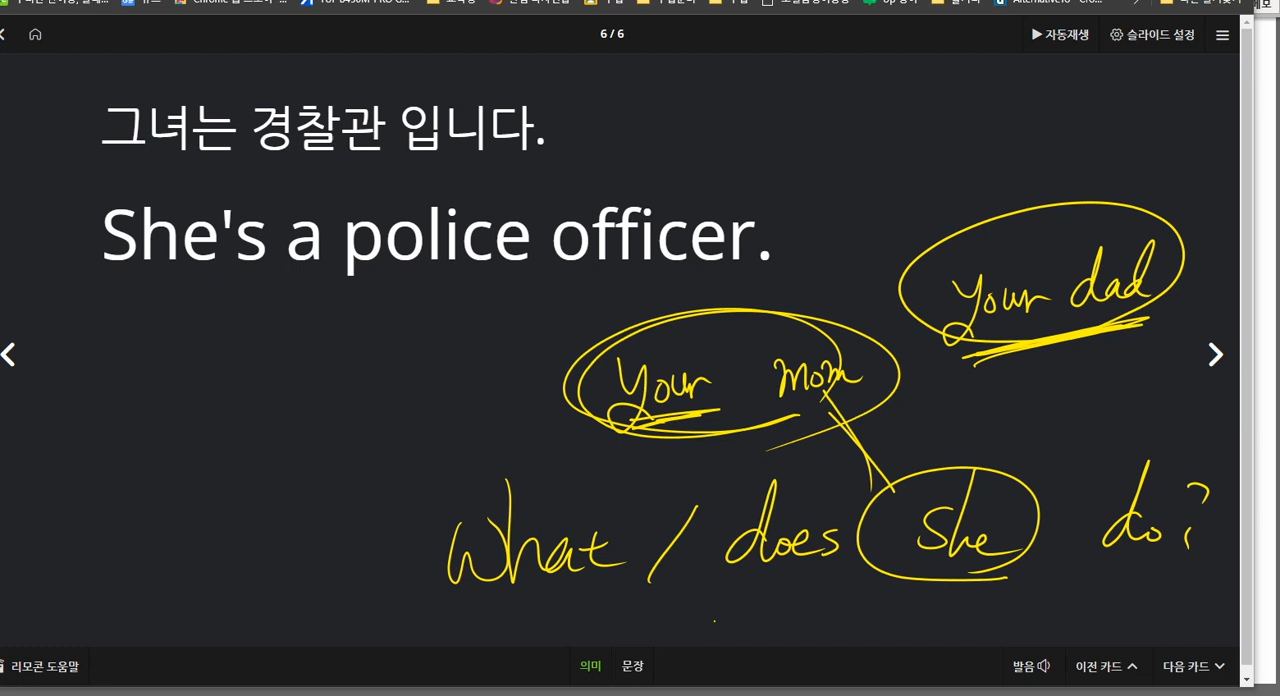 6 / 6
▶ 자동재생
슬라이드 설정
그녀는 경찰관 입니다.
She's a police officer.
Your dad
Your Mom
What / does she do?
리모콘 도움말
의미
문장
발음
이전 카드
다음 카드